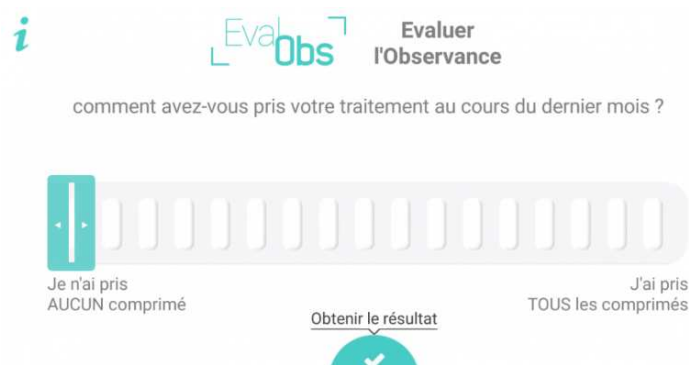 i
Eval
Obs
Evaluer
l'Observance
comment avez-vous pris votre traitement au cours du dernier mois ?
Je n'ai pris
AUCUN comprimé
J'ai pris
TOUS les comprimés
Obtenir le résultat